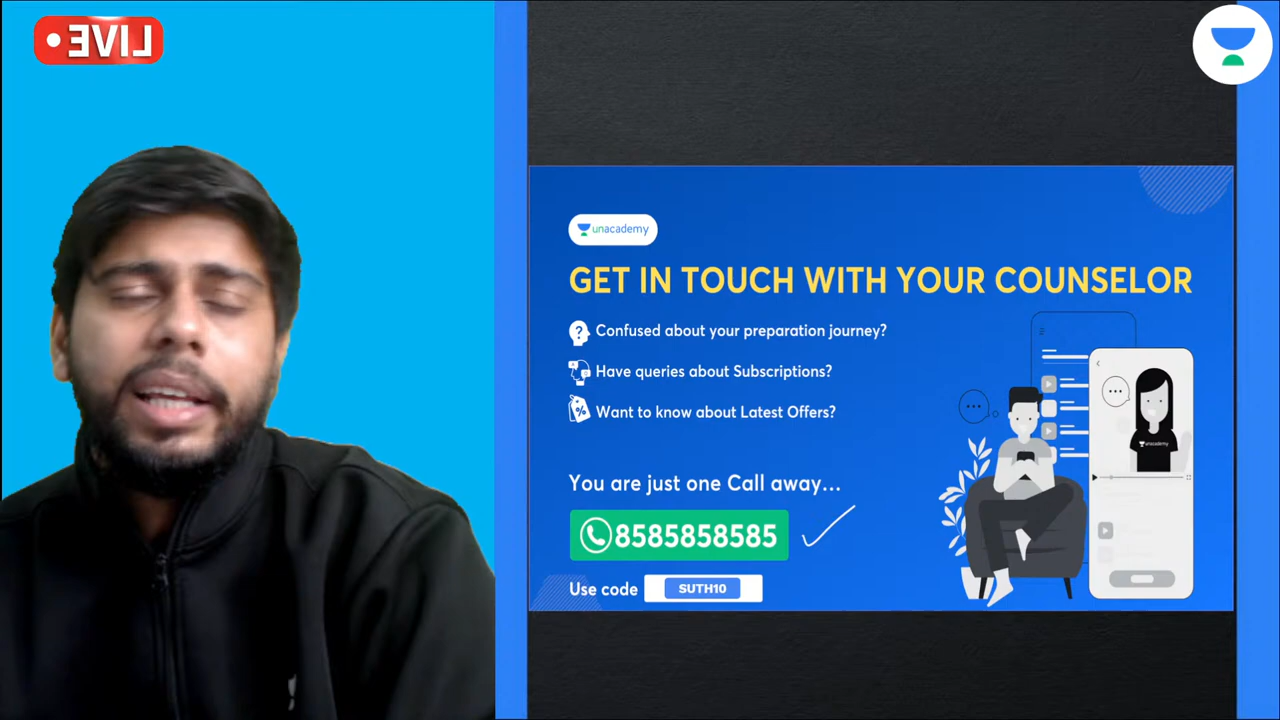 LIVE
unacademy
GET IN TOUCH WITH YOUR COUNSELOR
Confused about your preparation journey?
Have queries about Subscriptions?
Want to know about Latest Offers?
unacademy
You are just one Call away...
8585858585
Use code SUTH10